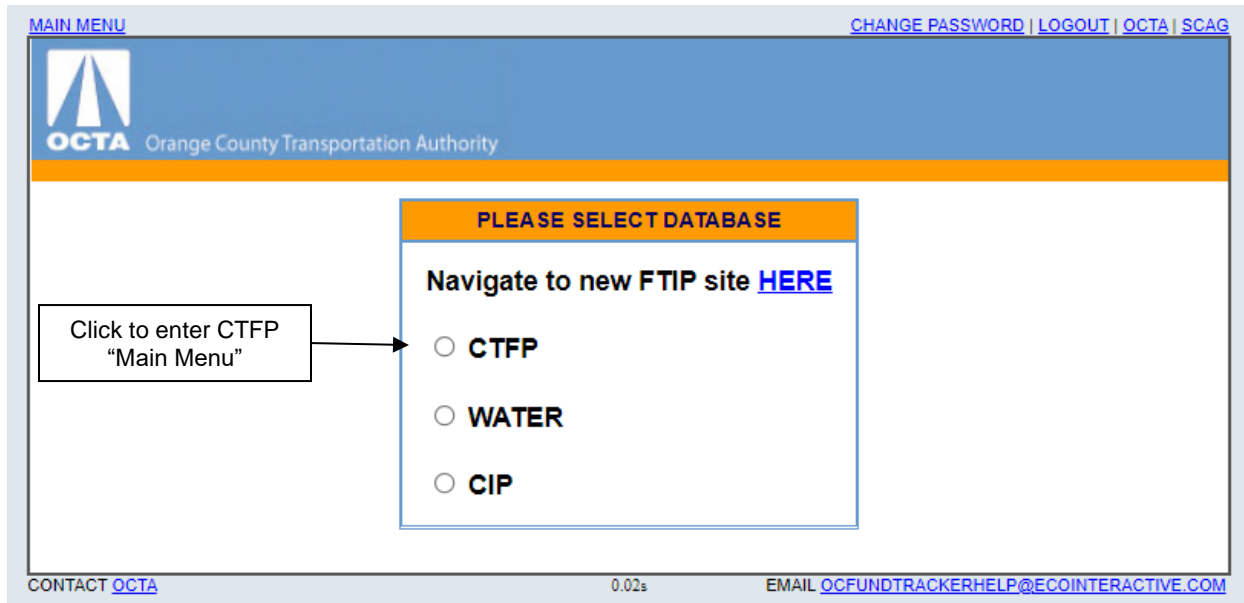 MAIN MENU
CHANGE PASSWORD | LOGOUT | OCTA | SCAG
OCTA Orange County Transportation Authority
PLEASE SELECT DATABASE
Navigate to new FTIP site HERE
Click to enter CTFP
“Main Menu”
CTFP
WATER
CIP
CONTACT OCTA
0.02s
EMAIL OCFUNDTRACKERHELP@ECOINTERACTIVE.COM